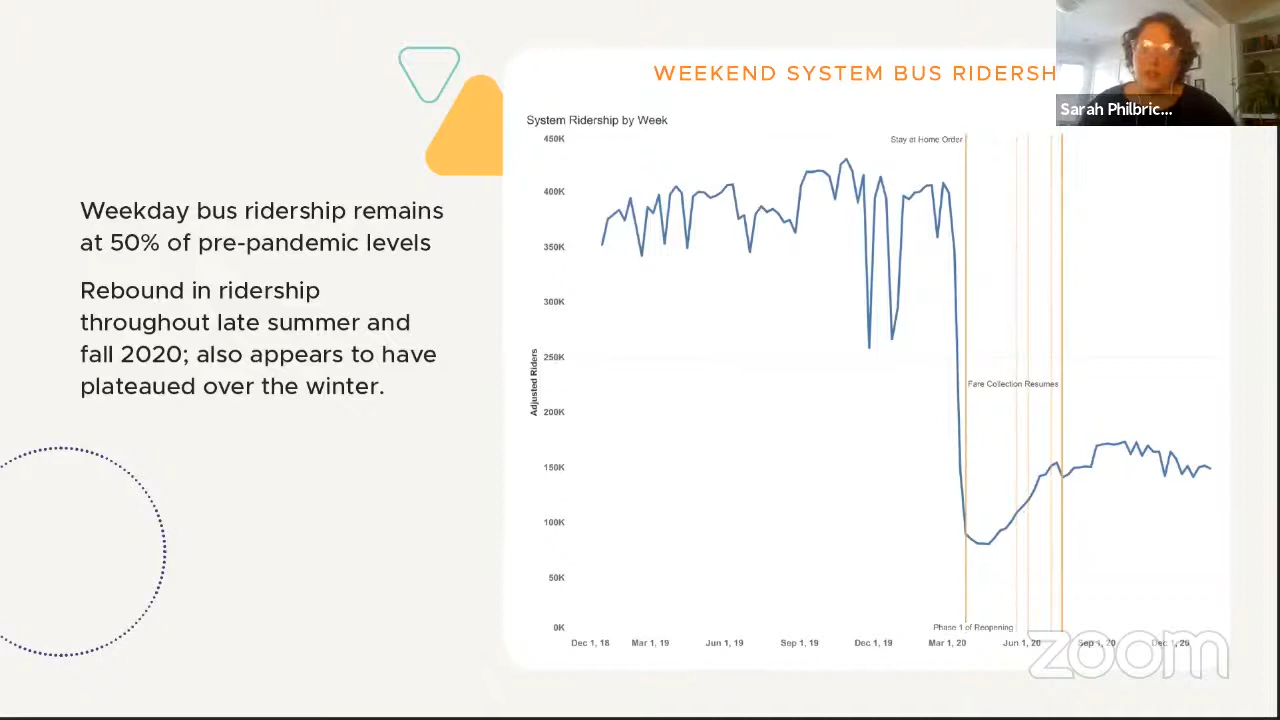 WEEKEND SYSTEM BUS RIDERSH
Sarah Philbric...
Weekday bus ridership remains
at 50% of pre-pandemic levels
Rebound in ridership
throughout late summer and
fall 2020; also appears to have
plateaued over the winter.
System Ridership by Week
450K
Stay at Home Order
400K
350K
300K
250K
Adjusted Riders
Fare Collection Resumes
200K
150K
100K
50K
0K
Phase 1 of Reopening
Dec 1, 18 Mar 1, 19 Jun 1, 19 Sep 1, 19 Dec 1, 19 Mar 1, 20 Jun 1, 20 Sep 1, 20 Dec 1, 20
zoom